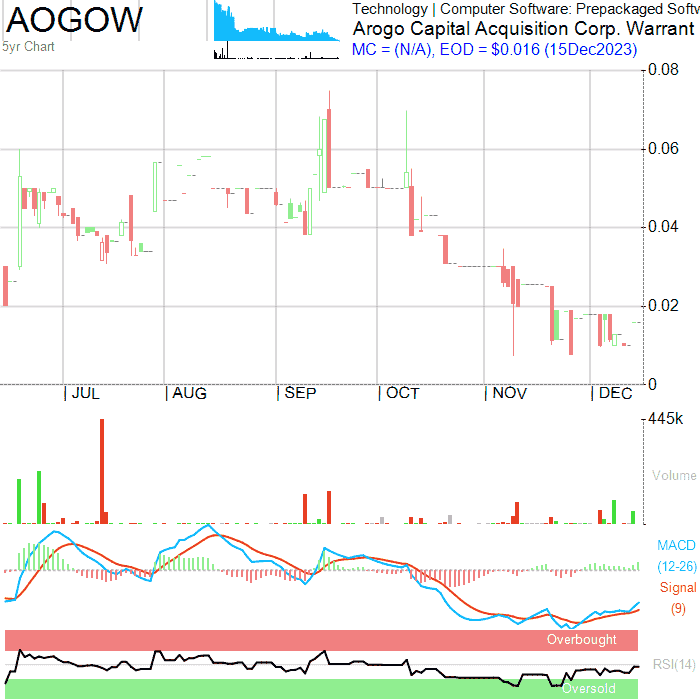 AOGOW
5yr Chart
Technology | Computer Software: Prepackaged Softw
Arogo Capital Acquisition Corp. Warrant
MC = (N/A), EOD = $0.016 (15Dec2023)
0.08
0.06
0.04
0.02
0
| JUL | AUG | SEP | OCT | NOV | DEC
445k
Volume
MACD
(12-26)
Signal
(9)
Overbought
RSI(14)
Oversold